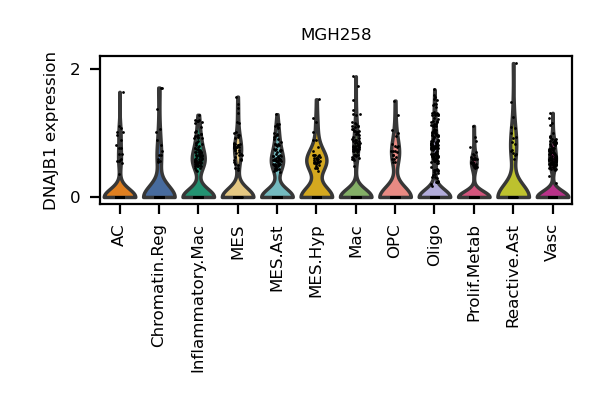 MGH258
DNAJB1 expression
2
0
AC
Chromatin.Reg
Inflammatory.Mac
MES
MES.Ast
MES.Hyp
Mac
OPC
Oligo
Prolif.Metab
Reactive.Ast
Vasc